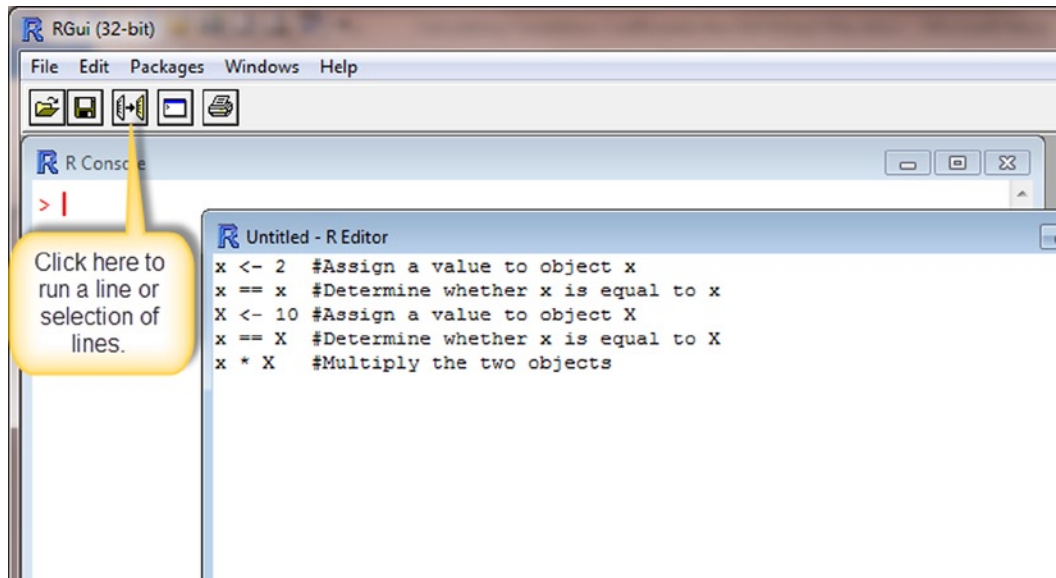 RGui (32-bit)
File Edit Packages Windows Help
R Console
>
Click here to
run a line or
selection of
lines.
Untitled - R Editor
x <- 2  #Assign a value to object x
x == x  #Determine whether x is equal to x
X <- 10 #Assign a value to object X
x == X  #Determine whether x is equal to X
x * X   #Multiply the two objects